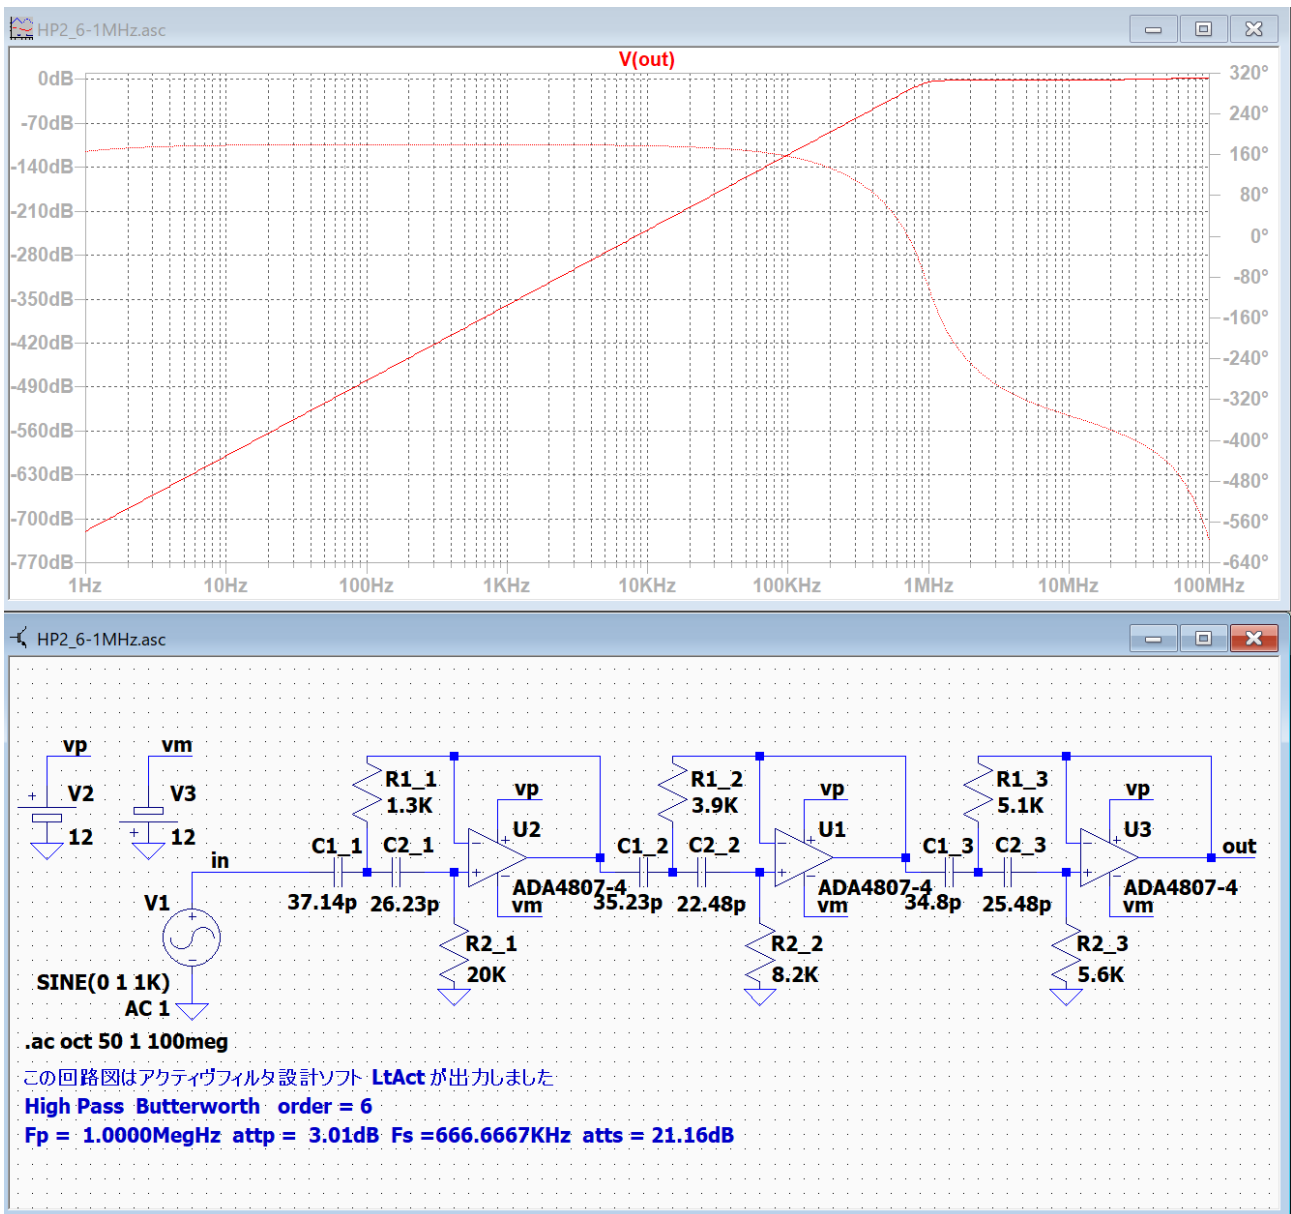 HP2_6-1MHz.asc
V(out)
0dB
-70dB
-140dB
-210dB
-280dB
-350dB
-420dB
-490dB
-560dB
-630dB
-700dB
-770dB
320°
240°
160°
80°
0°
-80°
-160°
-240°
-320°
-400°
-480°
-560°
-640°
1Hz 10Hz 100Hz 1KHz 10KHz 100KHz 1MHz 10MHz 100MHz
HP2_6-1MHz.asc
vp
V2
12
vm
V3
12
in
V1
SINE(0 1 1K)
AC 1
R1_1
1.3K
C1_1
37.14p
C2_1
26.23p
vp
U2
ADA4807-4
vm
R2_1
20K
R1_2
3.9K
C1_2
35.23p
C2_2
22.48p
vp
U1
ADA4807-4
vm
R2_2
8.2K
R1_3
5.1K
C1_3
34.8p
C2_3
25.48p
vp
U3
ADA4807-4
vm
R2_3
5.6K
out
.ac oct 50 1 100meg
この回路図はアクティヴフィルタ設計ソフト LtAct が出力しました
High Pass Butterworth order = 6
Fp = 1.0000MegHz attp = 3.01dB Fs =666.6667KHz atts = 21.16dB